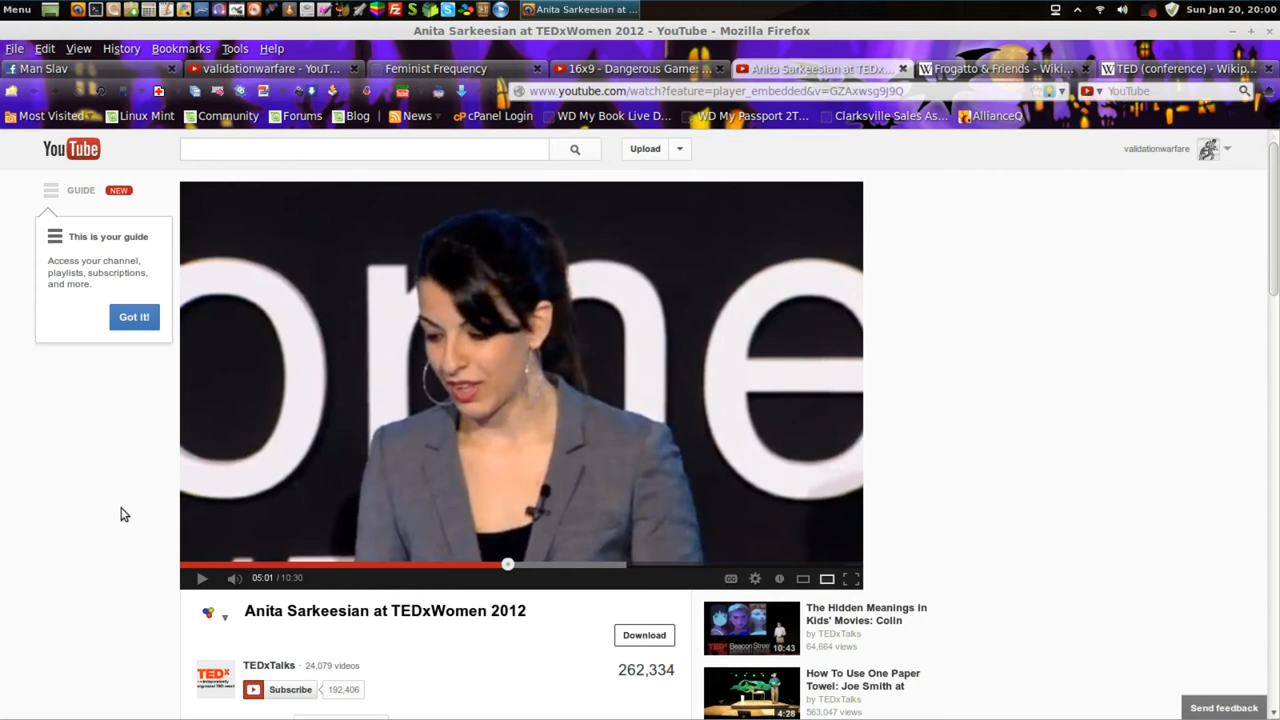 Menu
Anita Sarkeesian at ...
Sun Jan 20, 20:00
Anita Sarkeesian at TEDxWomen 2012 - YouTube - Mozilla Firefox
File Edit View History Bookmarks Tools Help
Man Slav
validationwarfare - YouT...
Feminist Frequency
16x9 - Dangerous Game: ...
Anita Sarkeesian at TEDx...
Frogatto & Friends - Wiki...
TED (conference) - Wikip...
www.youtube.com/watch?feature=player_embedded&v=GZAxwsg9J9Q
YouTube
Most Visited
Linux Mint
Community
Forums
Blog
News
cPanel Login
WD My Book Live D...
WD My Passport 2T...
Clarksville Sales As...
AllianceQ
YouTube
Upload
validationwarfare
GUIDE NEW
This is your guide
Access your channel,
playlists, subscriptions,
and more.
Got it!
ome
05:01 / 10:30
Anita Sarkeesian at TEDxWomen 2012
Download
TEDx
TEDxTalks · 24,079 videos
Subscribe 192,406
262,334
The Hidden Meanings in
Kids' Movies: Colin
by TEDxTalks
64,664 views
10:43
How To Use One Paper
Towel: Joe Smith at
by TEDxTalks
563,047 views
4:28
Send feedback